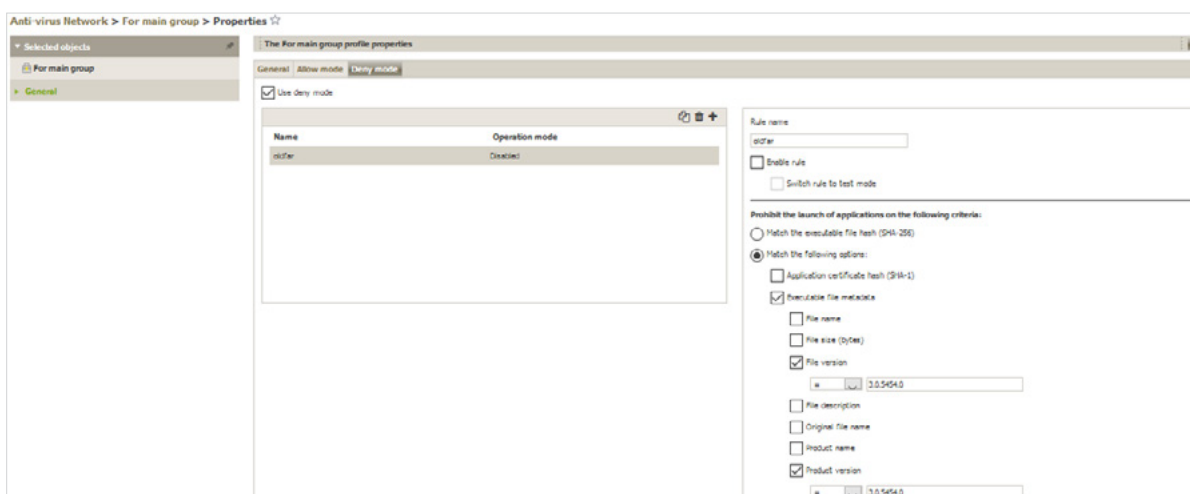 Anti-virus Network > For main group > Properties
Selected objects
For main group
General
The For main group profile properties
General Allow mode Deny mode
Use deny mode
Name Operation mode
oldfar Disabled
Rule name
oldfar
Enable rule
Switch rule to test mode
Prohibit the launch of applications on the following criteria:
Match the executable file hash (SHA-256)
Match the following options:
Application certificate hash (SHA-1)
Executable file metadata
File name
File size (bytes)
File version
3.0.5454.0
File description
Original file name
Product name
Product version
3.0.5454.0